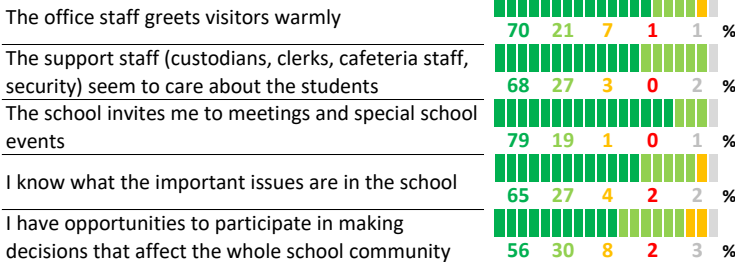 The office staff greets visitors warmly
70 21 7 1 1 %
The support staff (custodians, clerks, cafeteria staff,
security) seem to care about the students
68 27 3 0 2 %
The school invites me to meetings and special school
events
79 19 1 0 1 %
I know what the important issues are in the school
65 27 4 2 2 %
I have opportunities to participate in making
decisions that affect the whole school community
56 30 8 2 3 %